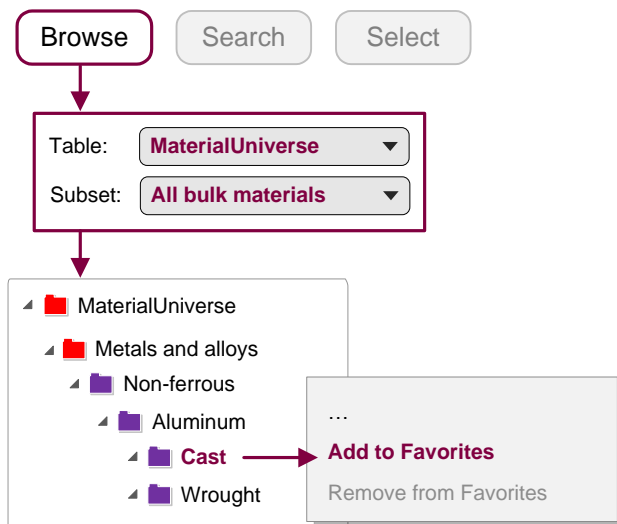 Browse Search Select
Table: MaterialUniverse
Subset: All bulk materials
MaterialUniverse
Metals and alloys
Non-ferrous
Aluminum
Cast
Wrought
…
Add to Favorites
Remove from Favorites